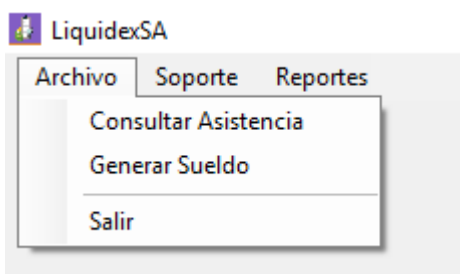 LiquidexSA
Archivo Soporte Reportes
Consultar Asistencia
Generar Sueldo
Salir